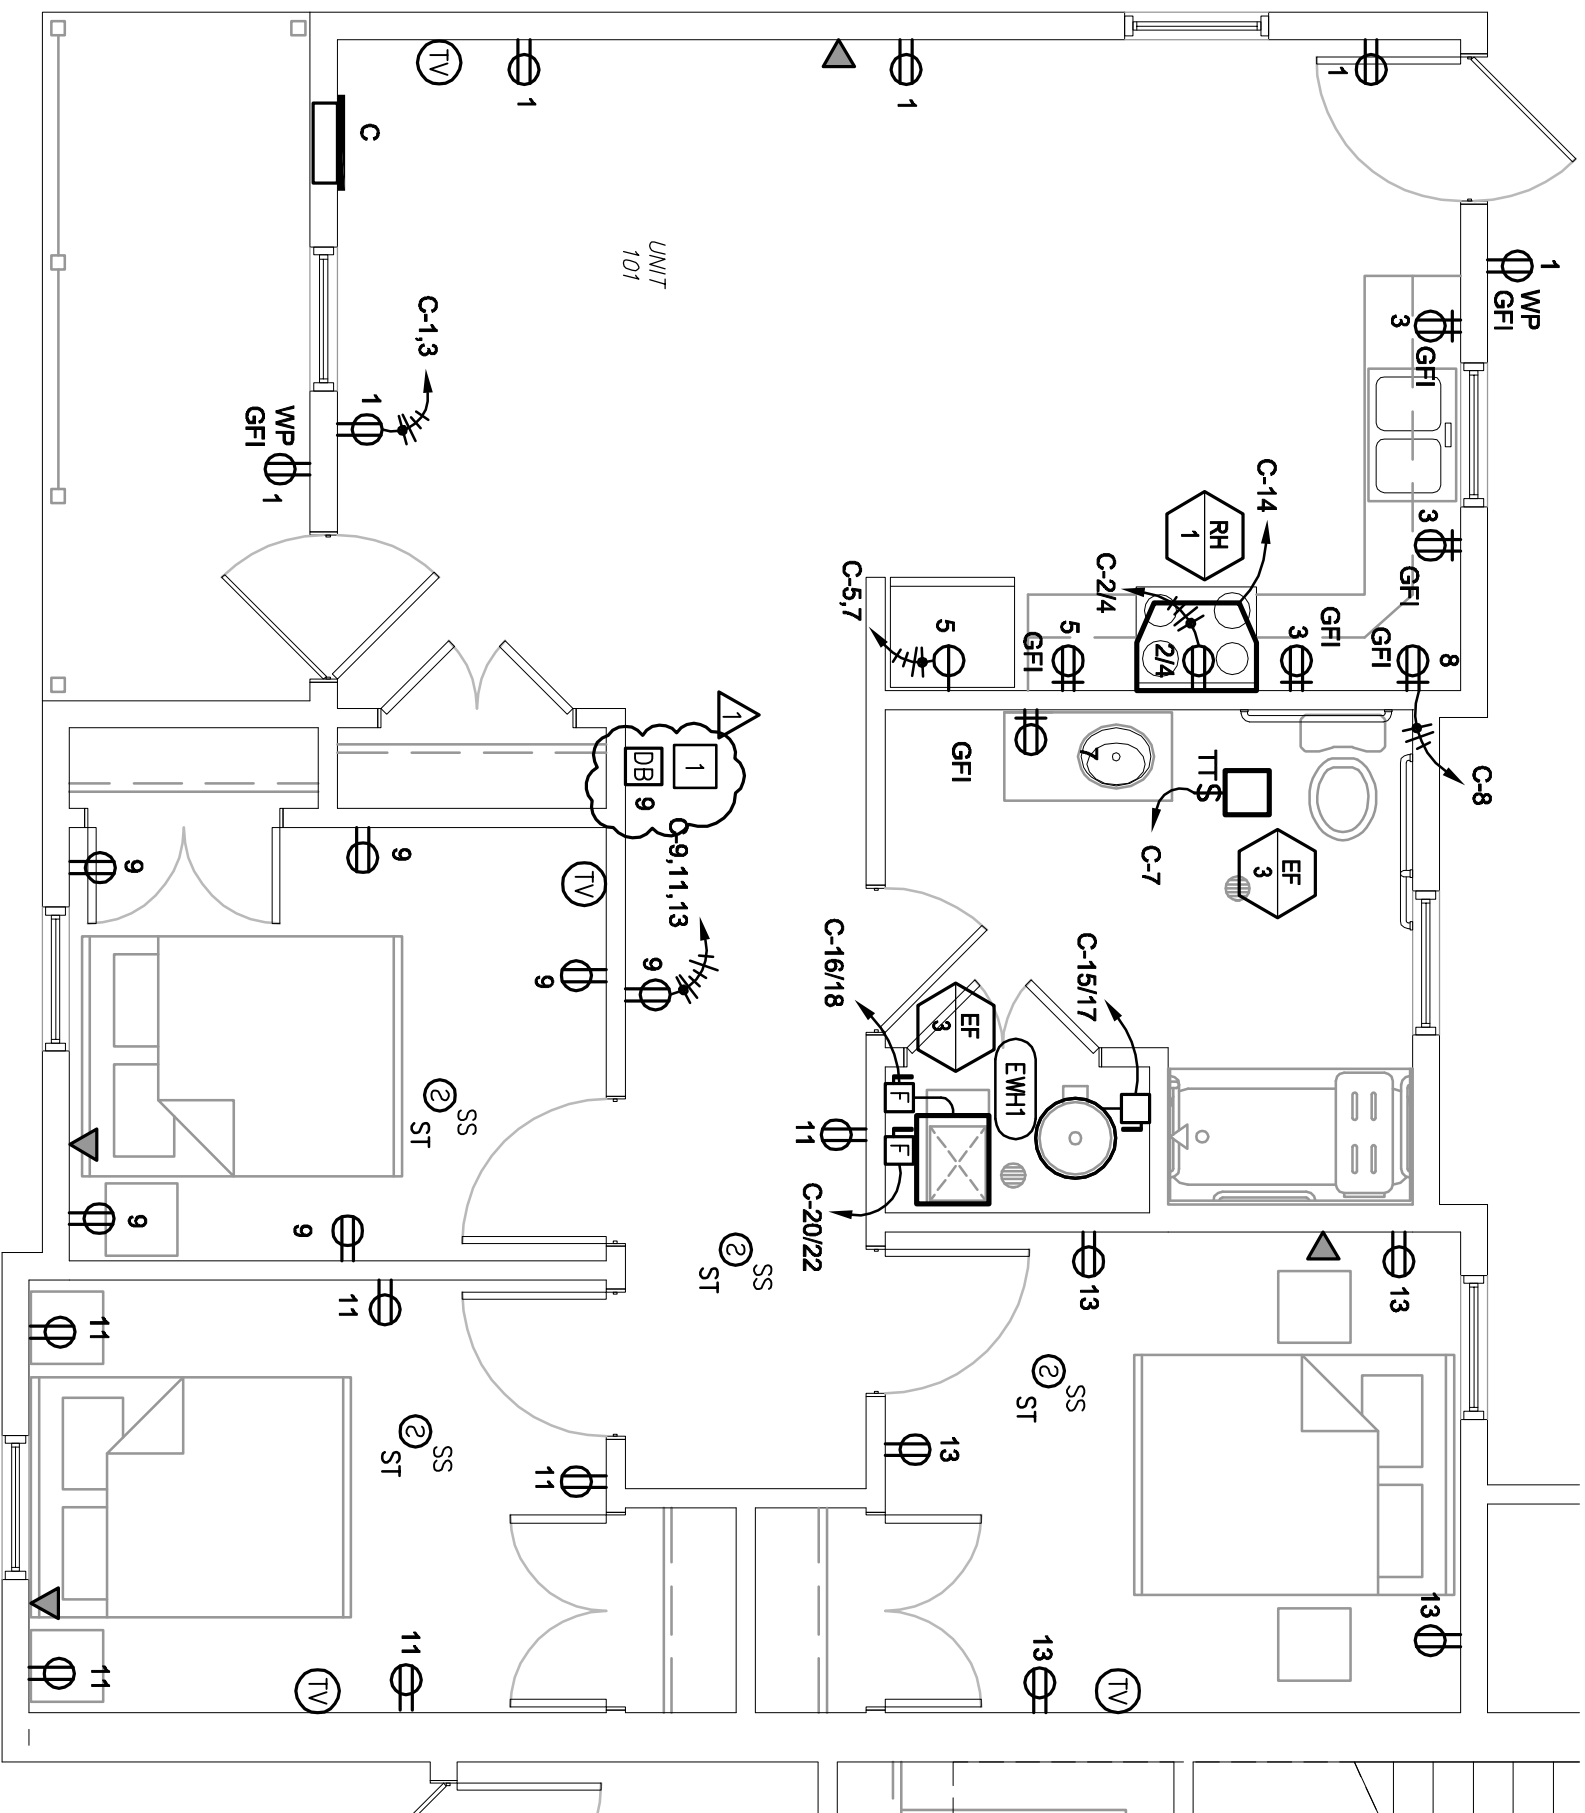 TV
1
1
1
C
UNIT
101
1
WP
GFI
3
GFI
C-1,3
1
WP
GFI
1
C-14
RH
1
3
GFI
C-2/4
C-5,7
5
5
GFI
2/4
3
GFI
GFI
8
1
DB
1
9
GFI
7
TTS
C-7
C-8
EF
3
9
9
TV
C-9,11,13
9
9
C-16/18
EF
3
C-15/17
EWH1
F
F
11
C-20/22
S
SS
ST
9
9
S
SS
ST
13
13
11
11
S
SS
ST
S
SS
ST
11
13
11
11
TV
13
TV
13